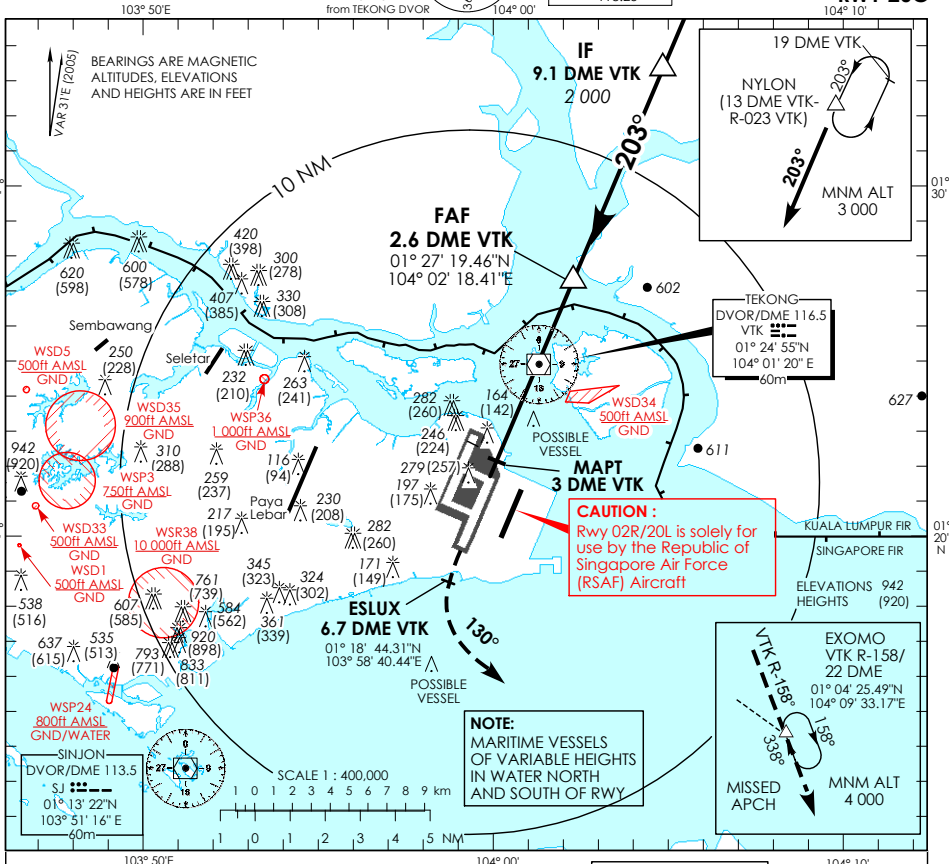 103° 50'E
from TEKONG DVOR
104° 00'
104° 10'
BEARINGS ARE MAGNETIC
ALTITUDES, ELEVATIONS
AND HEIGHTS ARE IN FEET
VAR 31'E (2005)
IF
9.1 DME VTK
2 000
203°
10 NM
19 DME VTK
203°
NYLON
(13 DME VTK-
R-023 VTK)
203°
MNM ALT
3 000
01°
30'
FAF
2.6 DME VTK
01° 27' 19.46"N
104° 02' 18.41"E
620
(598)
600
(578)
420
(398)
300
(278)
407
(385)
330
(308)
602
TEKONG
DVOR/DME 116.5
VTK
01° 24' 55"N
104° 01' 20" E
60m
Sembawang
Seletar
WSD5
500ft AMSL
GND
250
(228)
232
(210)
263
(241)
WSD35
900ft AMSL
GND
WSP36
1 000ft AMSL
GND
282
(260)
164
(142)
WSD34
500ft AMSL
GND
627
POSSIBLE
VESSEL
611
942
(920)
310
(288)
259
(237)
116
(94)
246
(224)
279 (257)
197
(175)
MAPT
3 DME VTK
WSP3
750ft AMSL
GND
Paya
Lebar
230
(208)
217
(195)
282
(260)
WSD33
500ft AMSL
GND
WSR38
10 000ft AMSL
GND
CAUTION :
Rwy 02R/20L is solely for
use by the Republic of
Singapore Air Force
(RSAF) Aircraft
KUALA LUMPUR FIR
SINGAPORE FIR
01°
20'
N
WSD1
500ft AMSL
GND
538
(516)
761
(739)
345
(323)
324
(302)
171
(149)
607
(585)
584
(562)
361
(339)
ELEVATIONS 942
HEIGHTS (920)
ESLUX
6.7 DME VTK
01° 18' 44.31"N
103° 58' 40.44"E
130°
637
(615)
535
(513)
793
(771)
920
(898)
833
(811)
POSSIBLE
VESSEL
WSP24
800ft AMSL
GND/WATER
EXOMO
VTK R-158/
22 DME
01° 04' 25.49"N
104° 09' 33.17"E
VTK R-158°
158°
338°
MISSED
APCH
MNM ALT
4 000
NOTE:
MARITIME VESSELS
OF VARIABLE HEIGHTS
IN WATER NORTH
AND SOUTH OF RWY
SINJON
DVOR/DME 113.5
SJ
01° 13' 22"N
103° 51' 16" E
60m
SCALE 1 : 400,000
1 0 1 2 3 4 5 6 7 8 9 km
1 0 1 2 3 4 5 NM
103° 50'E
104° 00'
104° 10'